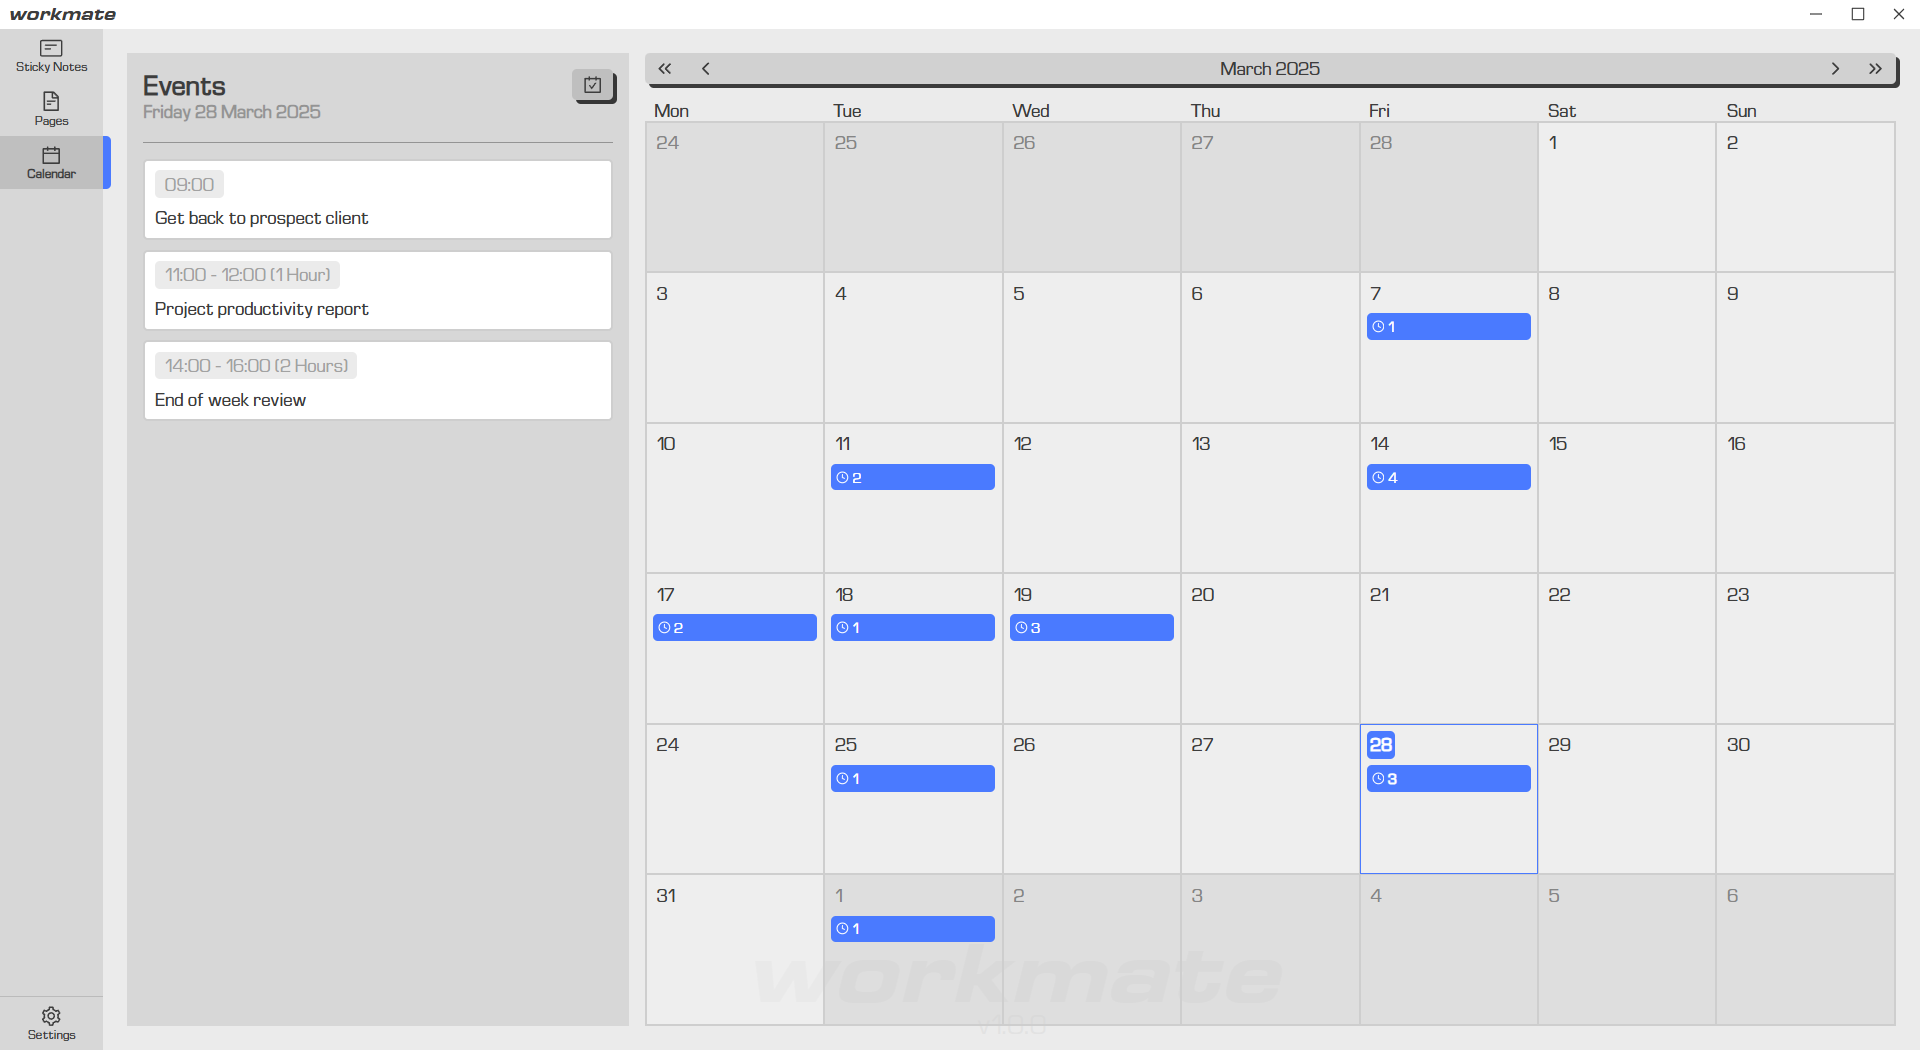 workmate
Sticky Notes
Pages
Calendar
Settings
Events
Friday 28 March 2025
09:00
Get back to prospect client
11:00 - 12:00 (1 Hour)
Project productivity report
14:00 - 16:00 (2 Hours)
End of week review
March 2025
Mon Tue Wed Thu Fri Sat Sun
24 25 26 27 28 1 2
3 4 5 6 7 8 9
1
10 11 12 13 14 15 16
2 4
17 18 19 20 21 22 23
2 1 3
24 25 26 27 28 29 30
1 3
31 1 2 3 4 5 6
1
workmate
v1.0.0